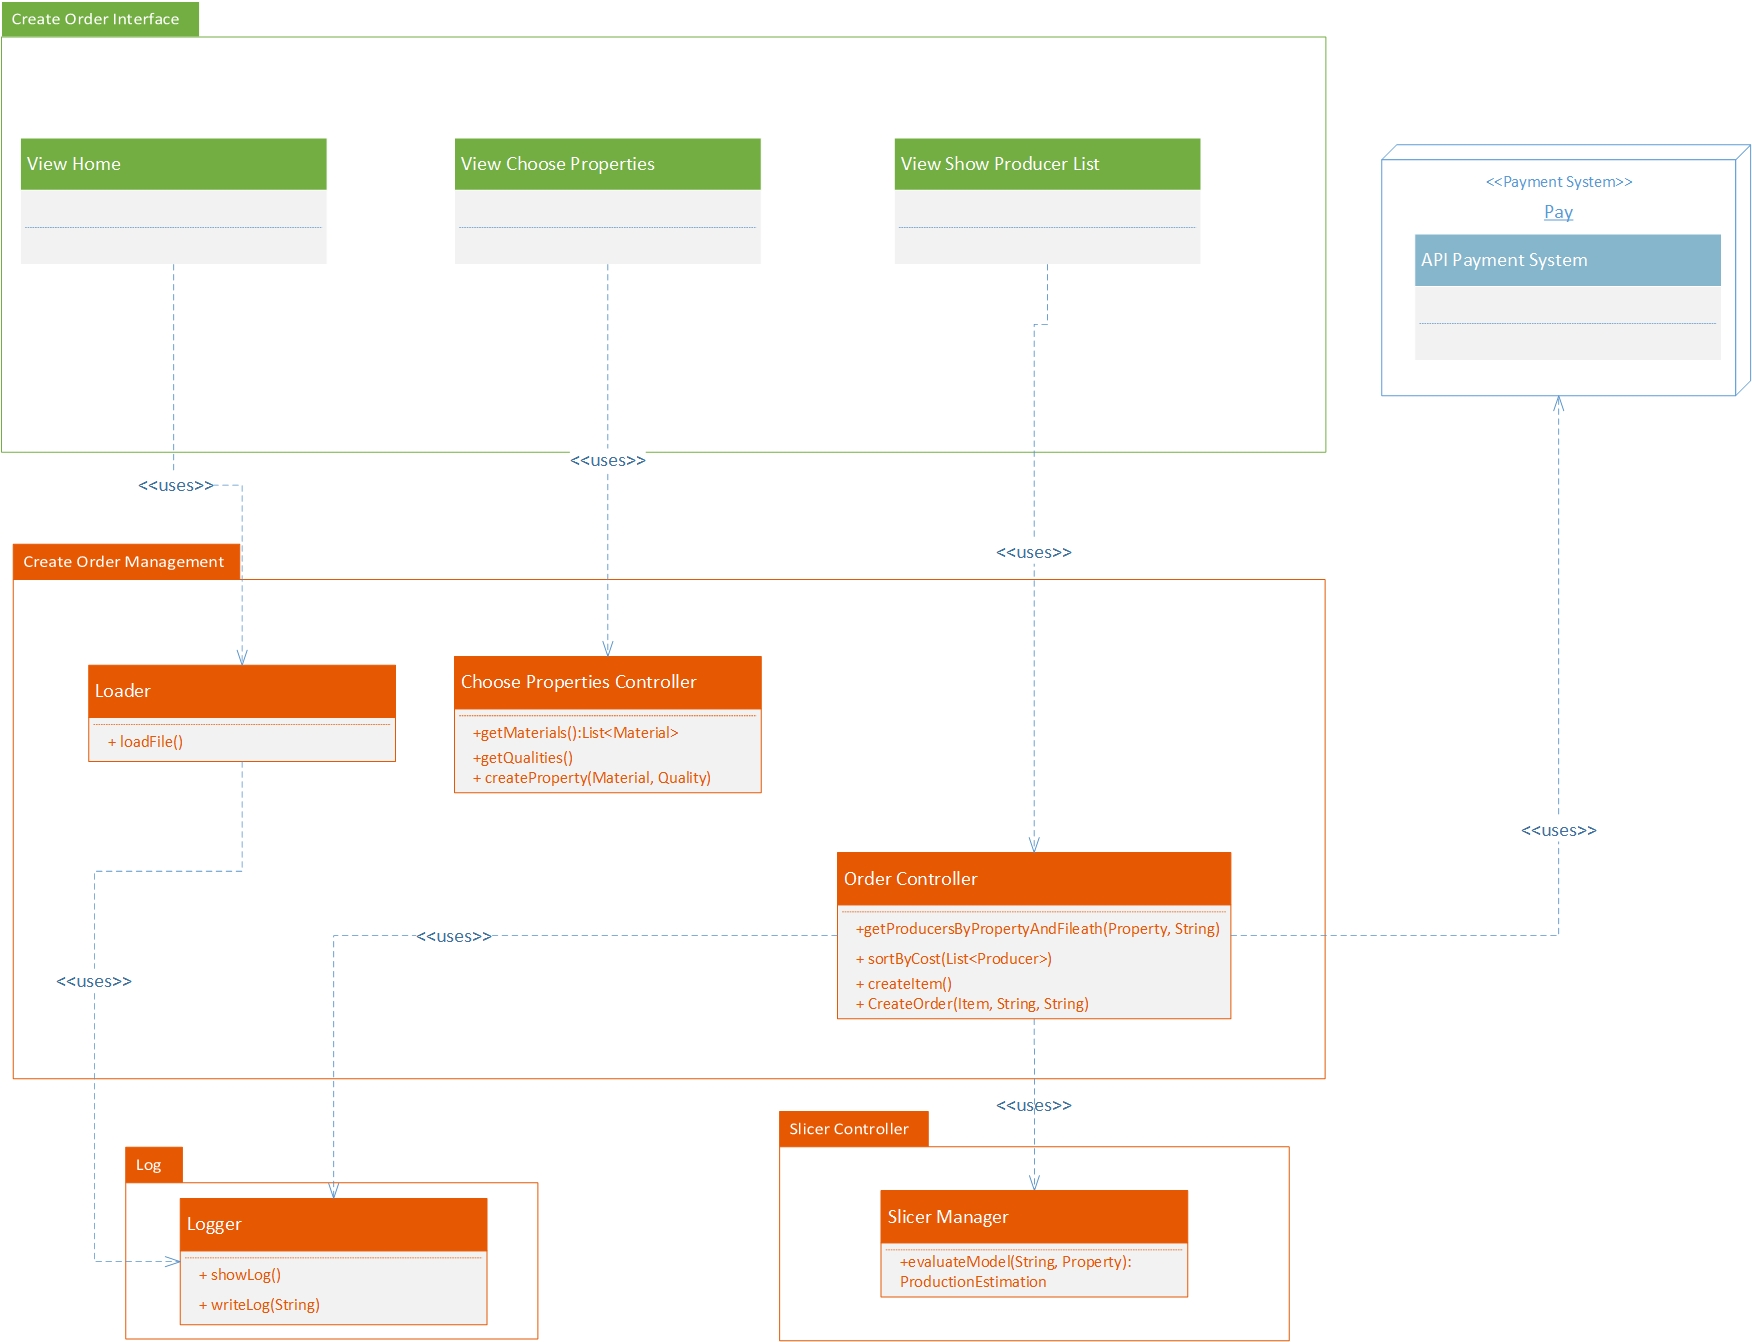 Create Order Interface
View Home
View Choose Properties
View Show Producer List
<<Payment System>>
Pay
API Payment System
<<uses>>
<<uses>>
<<uses>>
Create Order Management
Loader
+ loadFile()
Choose Properties Controller
+getMaterials():List<Material>
+getQualities()
+ createProperty(Material, Quality)
<<uses>>
Order Controller
+getProducersByPropertyAndFileath(Property, String)
+ sortByCost(List<Producer>)
+ createItem()
+ CreateOrder(Item, String, String)
<<uses>>
<<uses>>
<<uses>>
Slicer Controller
Slicer Manager
+evaluateModel(String, Property):
ProductionEstimation
Log
Logger
+ showLog()
+ writeLog(String)